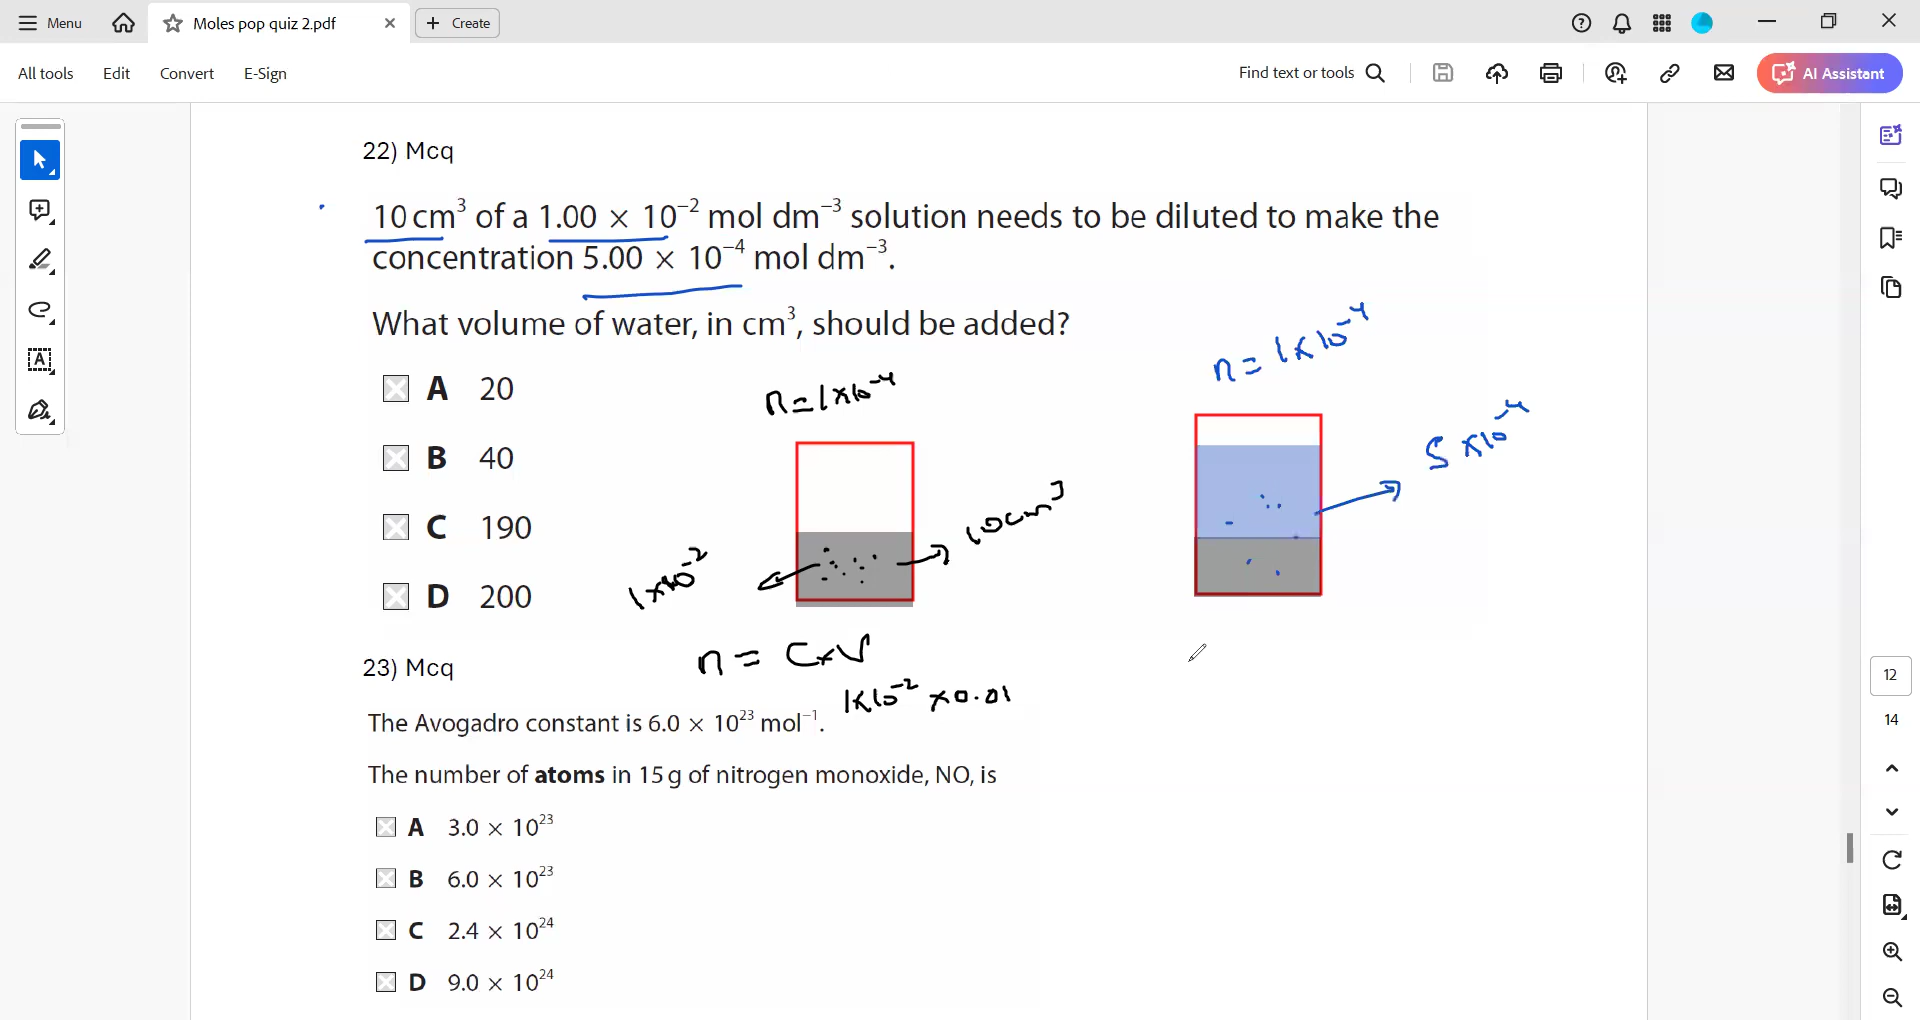 Menu
Moles pop quiz 2.pdf
Create
All tools
Edit
Convert
E-Sign
Find text or tools
AI Assistant
22) Mcq
10 cm³ of a 1.00 × 10⁻² mol dm⁻³ solution needs to be diluted to make the
concentration 5.00 × 10⁻⁴ mol dm⁻³.
What volume of water, in cm³, should be added?
A 20
B 40
C 190
D 200
n=1×10⁻⁴
10cm³
1×10⁻²
n = C×V
1×10⁻² ×0.01
n = 1×10⁻⁴
5×10⁻⁴
23) Mcq
The Avogadro constant is 6.0 × 10²³ mol⁻¹.
The number of atoms in 15 g of nitrogen monoxide, NO, is
A 3.0 × 10²³
B 6.0 × 10²³
C 2.4 × 10²⁴
D 9.0 × 10²⁴
12
14